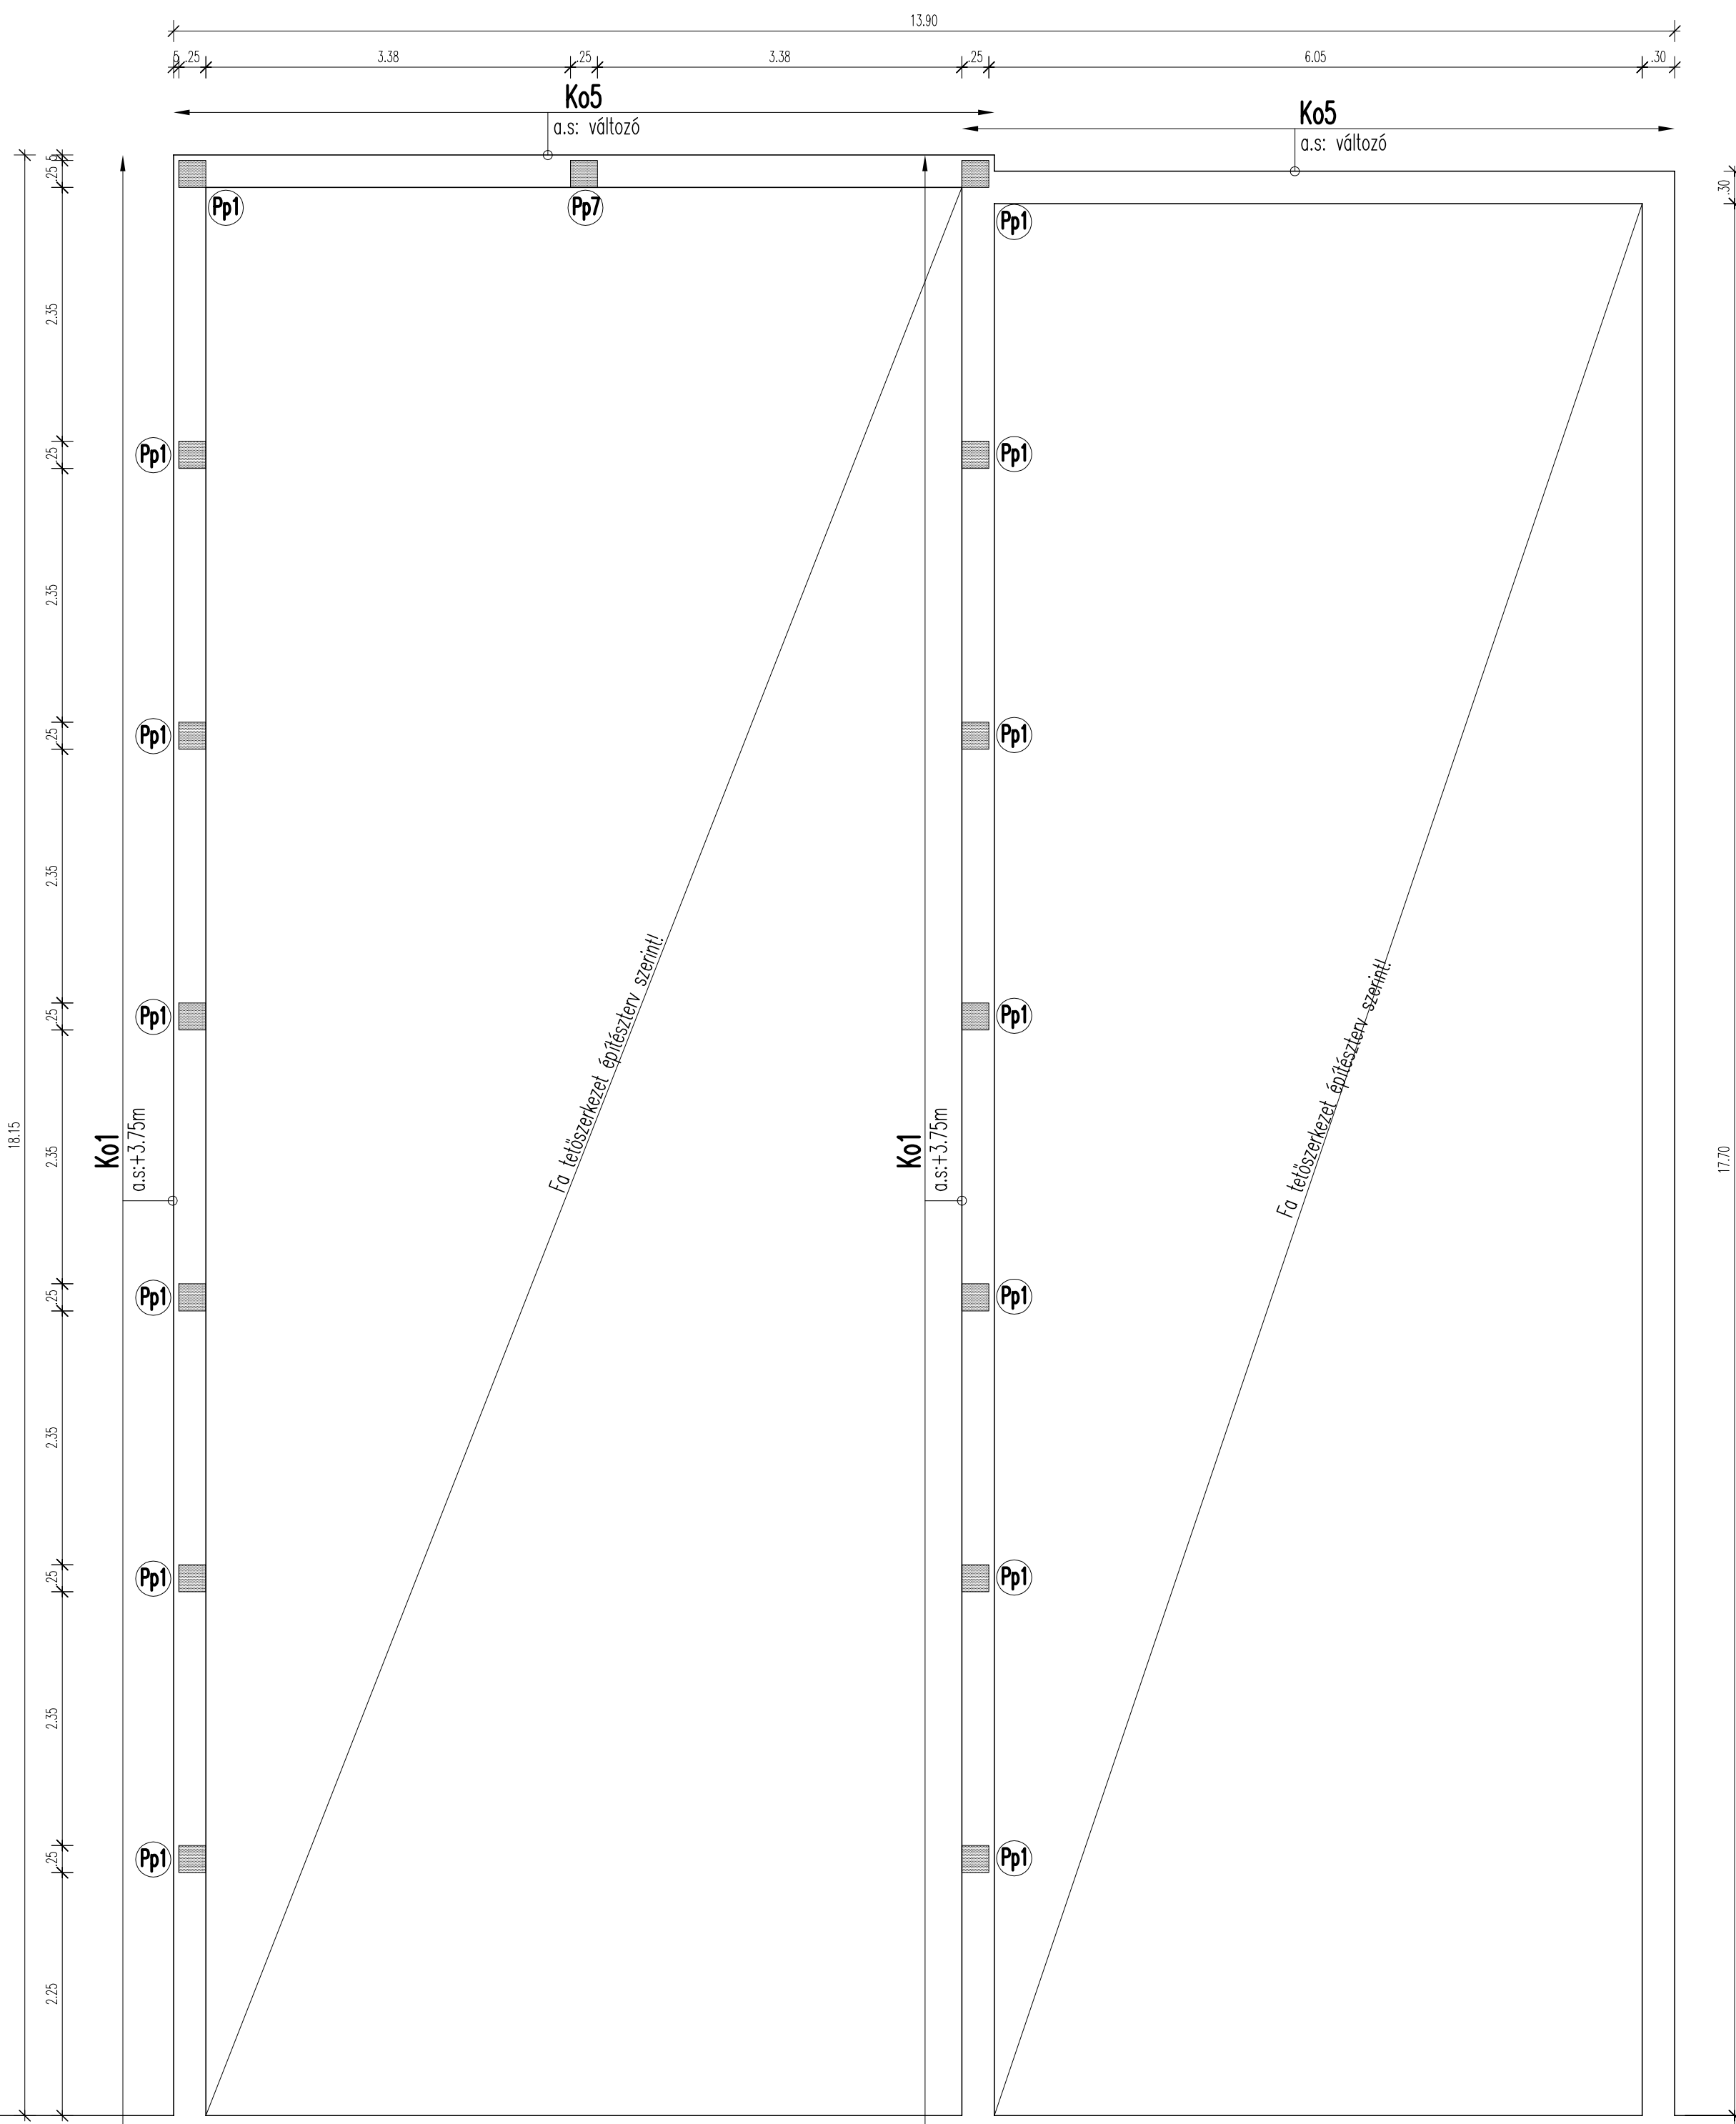 13.90
5 .25 3.38 .25 3.38 .25 6.05 .30
Ko5
a.s: változó
Ko5
a.s: változó
.25 5
.30
Pp1
Pp7
Pp1
2.35
.25
Pp1
Pp1
2.35
.25
Pp1
Pp1
2.35
.25
Pp1
Pp1
Fa tetőszerkezet építészterv szerint!
Fa tetőszerkezet építészterv szerint!
18.15
2.35
Ko1
a.s:+3.75m
Ko1
a.s:+3.75m
17.70
.25
Pp1
Pp1
2.35
.25
Pp1
Pp1
2.35
.25
Pp1
Pp1
2.25